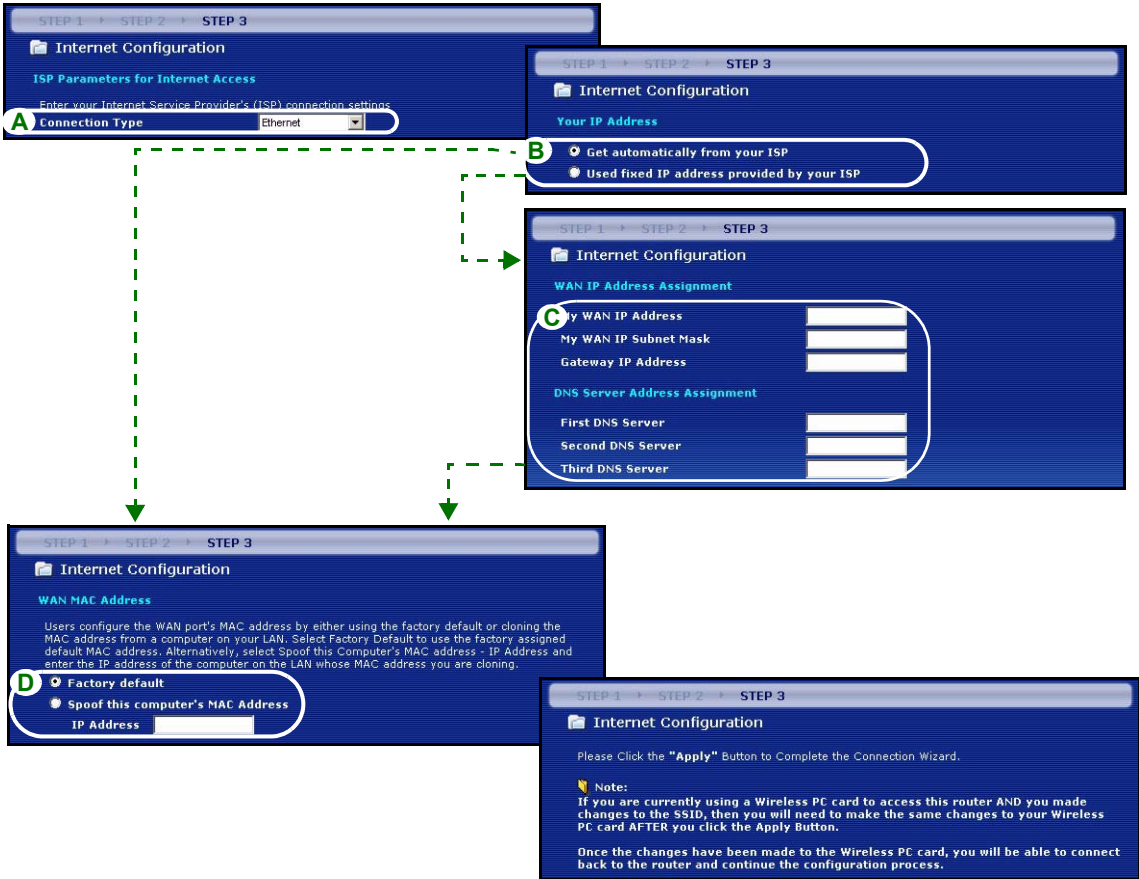 STEP 1 STEP 2 STEP 3
Internet Configuration
ISP Parameters for Internet Access
Enter your Internet Service Provider's (ISP) connection settings
A Connection Type Ethernet
STEP 1 STEP 2 STEP 3
Internet Configuration
Your IP Address
B Get automatically from your ISP
Used fixed IP address provided by your ISP
STEP 1 STEP 2 STEP 3
Internet Configuration
WAN IP Address Assignment
C y WAN IP Address
My WAN IP Subnet Mask
Gateway IP Address
DNS Server Address Assignment
First DNS Server
Second DNS Server
Third DNS Server
STEP 1 STEP 2 STEP 3
Internet Configuration
WAN MAC Address
Users configure the WAN port's MAC address by either using the factory default or cloning the
MAC address from a computer on your LAN. Select Factory Default to use the factory assigned
default MAC address. Alternatively, select Spoof this Computer's MAC address - IP Address and
enter the IP address of the computer on the LAN whose MAC address you are cloning.
D Factory default
Spoof this computer's MAC Address
IP Address
STEP 1 STEP 2 STEP 3
Internet Configuration
Please Click the "Apply" Button to Complete the Connection Wizard.
Note:
If you are currently using a Wireless PC card to access this router AND you made
changes to the SSID, then you will need to make the same changes to your Wireless
PC card AFTER you click the Apply Button.
Once the changes have been made to the Wireless PC card, you will be able to connect
back to the router and continue the configuration process.